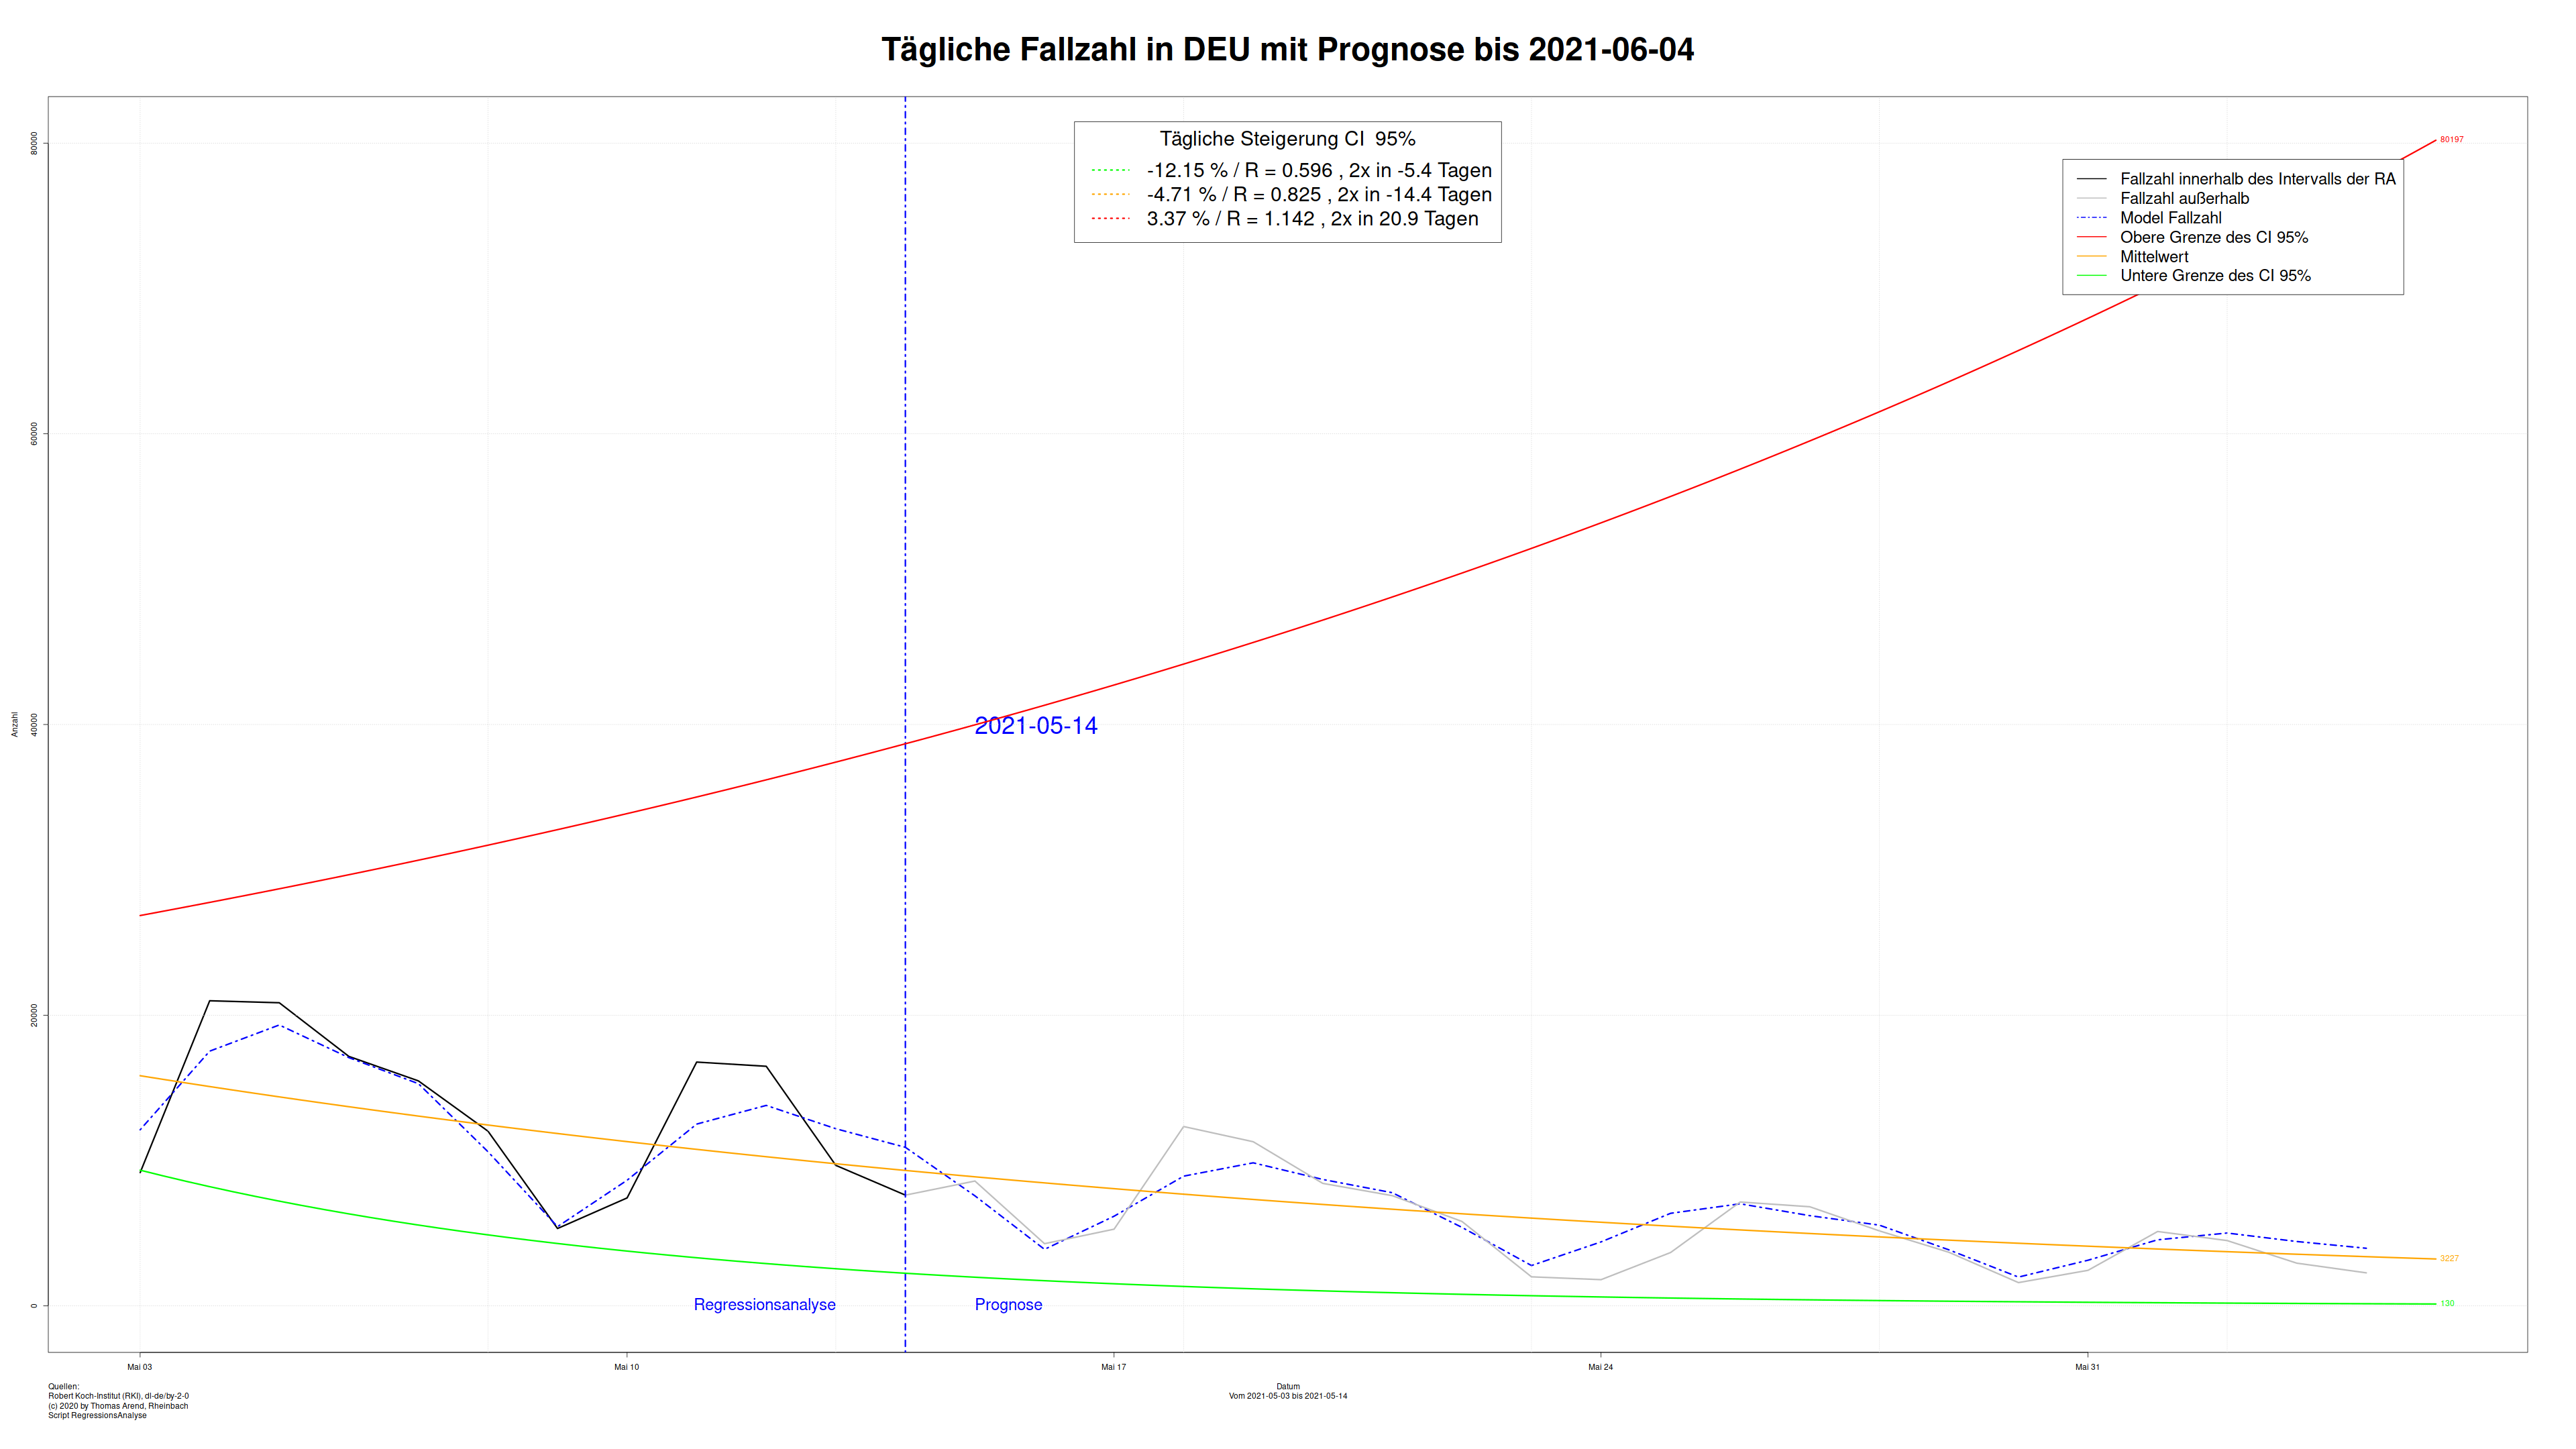 Tägliche Fallzahl in DEU mit Prognose bis 2021-06-04
80197
Tägliche Steigerung CI  95%
-12.15 % / R = 0.596 , 2x in -5.4 Tagen
-4.71 % / R = 0.825 , 2x in -14.4 Tagen
3.37 % / R = 1.142 , 2x in 20.9 Tagen
Fallzahl innerhalb des Intervalls der RA
Fallzahl außerhalb
Model Fallzahl
Obere Grenze des CI 95%
Mittelwert
Untere Grenze des CI 95%
80000
60000
40000
20000
0
Anzahl
2021-05-14
3227
130
Regressionsanalyse
Prognose
Mai 03
Mai 10
Mai 17
Mai 24
Mai 31
Datum
Vom 2021-05-03 bis 2021-05-14
Quellen:
Robert Koch-Institut (RKI), dl-de/by-2-0
(c) 2020 by Thomas Arend, Rheinbach
Script RegressionsAnalyse